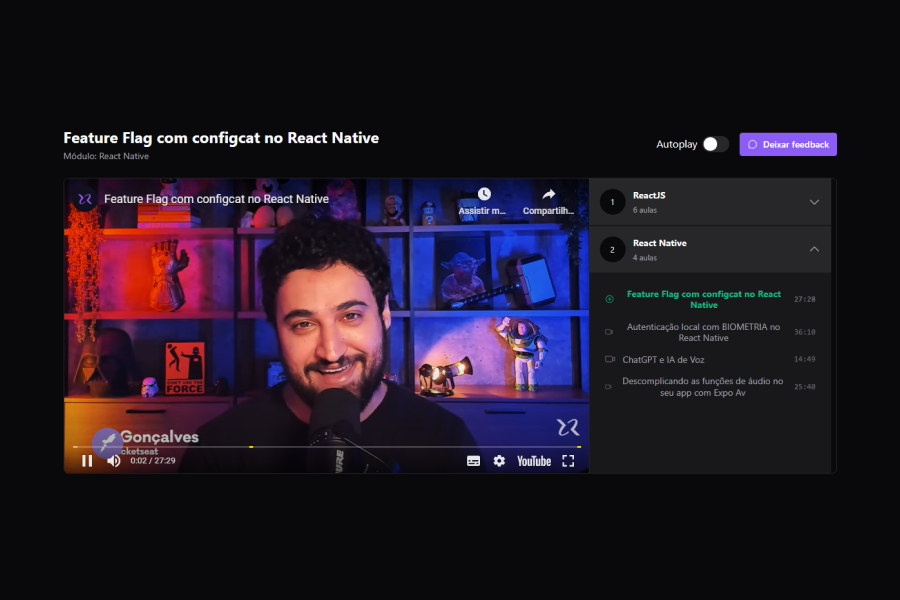 Feature Flag com configcat no React Native
Módulo: React Native
Autoplay
Deixar feedback
Feature Flag com configcat no React Native
Assistir m...
Compartilh...
DON'T USE THE
FORCE
Gonçalves
cketseat
0:02 / 27:29
YouTube
1
ReactJS
6 aulas
2
React Native
4 aulas
Feature Flag com configcat no React
Native
27:28
Autenticação local com BIOMETRIA no
React Native
36:10
ChatGPT e IA de Voz
14:49
Descomplicando as funções de áudio no
seu app com Expo Av
25:40